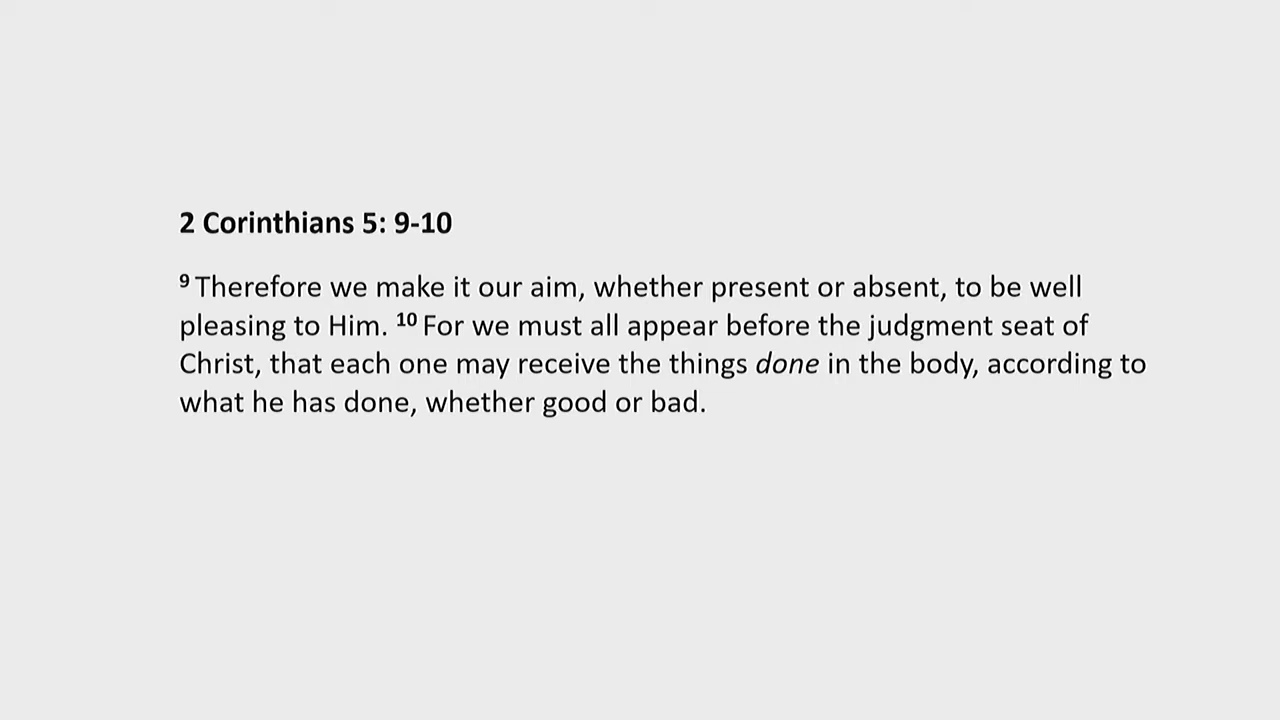 2 Corinthians 5: 9-10
9 Therefore we make it our aim, whether present or absent, to be well
pleasing to Him. 10 For we must all appear before the judgment seat of
Christ, that each one may receive the things done in the body, according to
what he has done, whether good or bad.